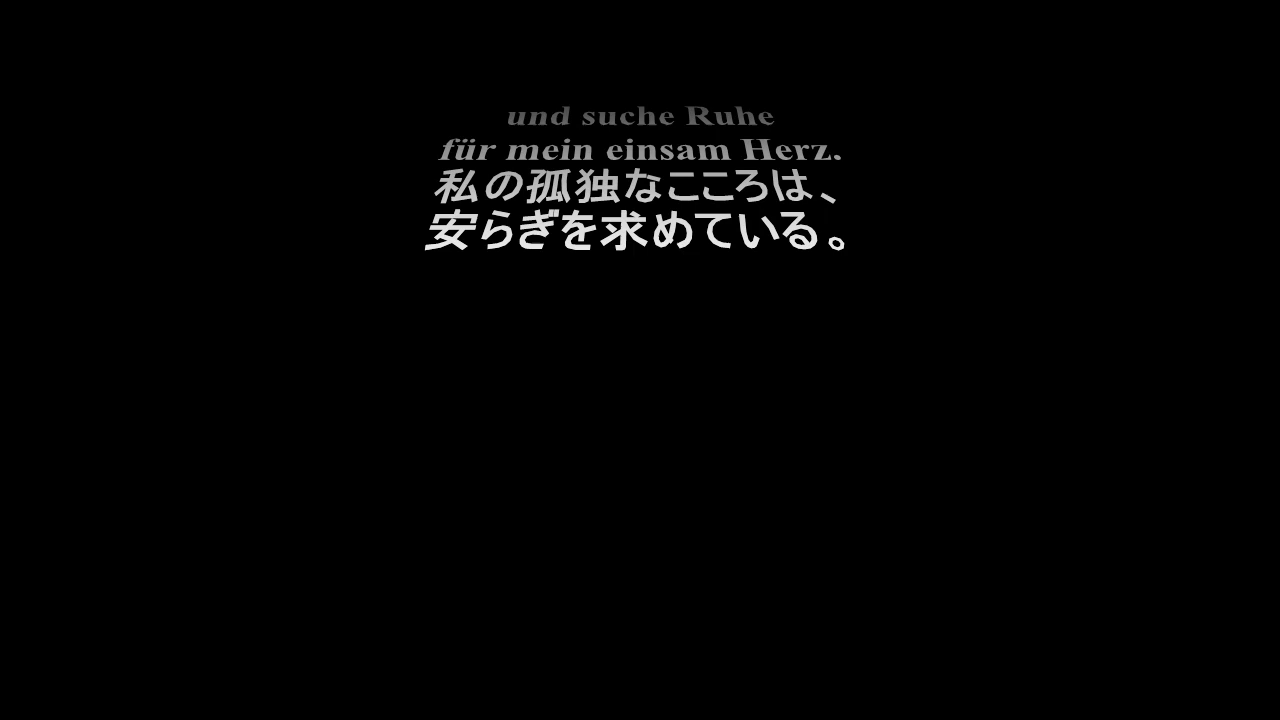 und suche Ruhe
für mein einsam Herz.
私の孤独なこころは、
安らぎを求めている。